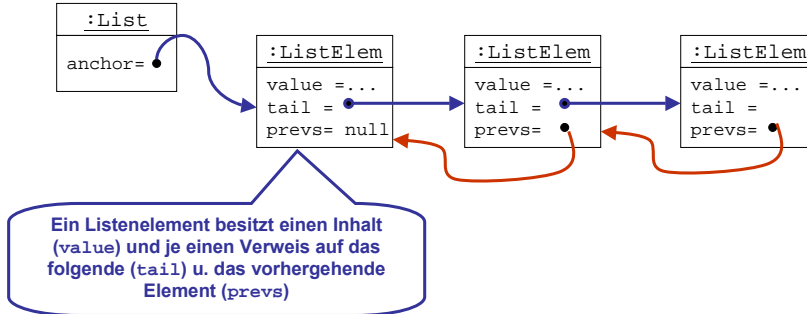 :List
anchor=
:ListElem
value =...
tail =
prevs= null
:ListElem
value =...
tail =
prevs=
:ListElem
value =...
tail =
prevs=
Ein Listenelement besitzt einen Inhalt
(value) und je einen Verweis auf das
folgende (tail) u. das vorhergehende
Element (prevs)